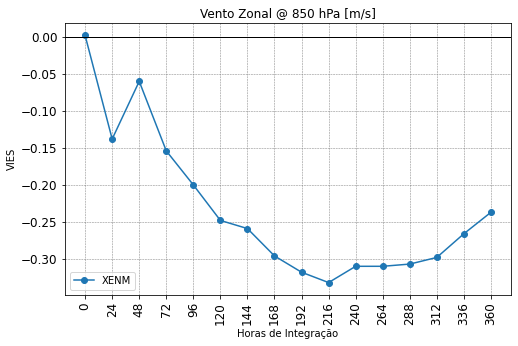 Vento Zonal @ 850 hPa [m/s]
0.00
−0.05
−0.10
−0.15
−0.20
−0.25
−0.30
VIES
XENM
0 24 48 72 96 120 144 168 192 216 240 264 288 312 336 360
Horas de Integração